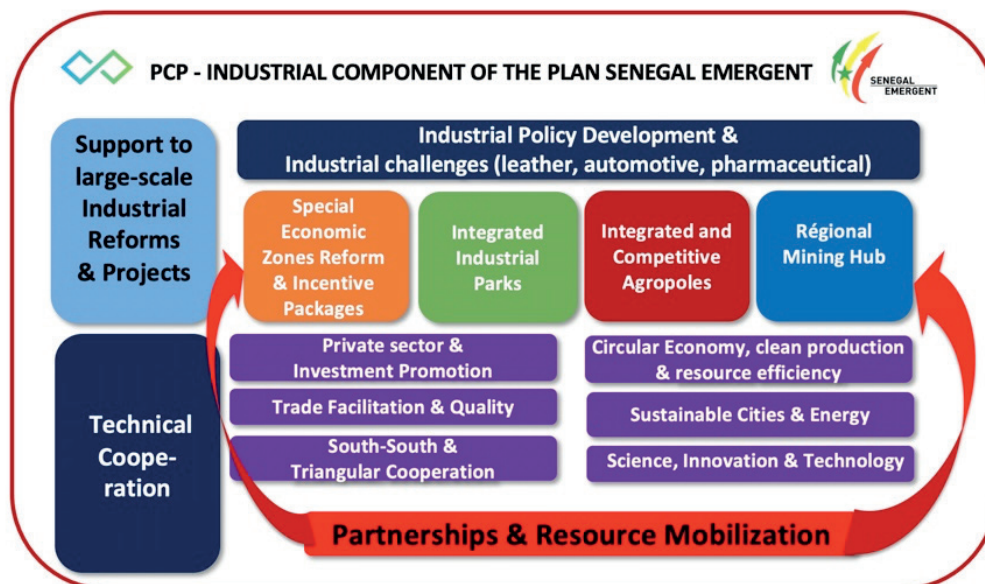 PCP - INDUSTRIAL COMPONENT OF THE PLAN SENEGAL EMERGENT
SENEGAL
EMERGENT
Support to
large-scale
Industrial
Reforms
& Projects
Industrial Policy Development &
Industrial challenges (leather, automotive, pharmaceutical)
Special
Economic
Zones Reform
& Incentive
Packages
Integrated
Industrial
Parks
Integrated and
Competitive
Agropoles
Régional
Mining Hub
Technical
Coope-
ration
Private sector &
Investment Promotion
Trade Facilitation & Quality
South-South &
Triangular Cooperation
Circular Economy, clean production
& resource efficiency
Sustainable Cities & Energy
Science, Innovation & Technology
Partnerships & Resource Mobilization